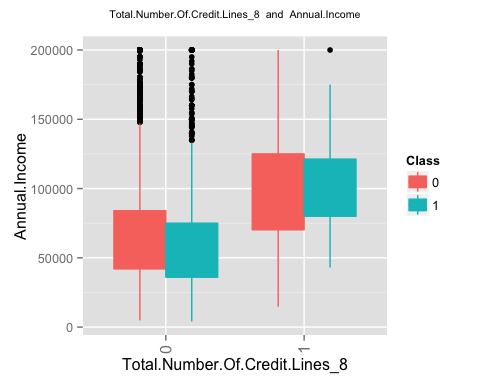 Total.Number.Of.Credit.Lines_8 and Annual.Income
200000
150000
100000
50000
0
Annual.Income
0
1
Total.Number.Of.Credit.Lines_8
Class
0
1